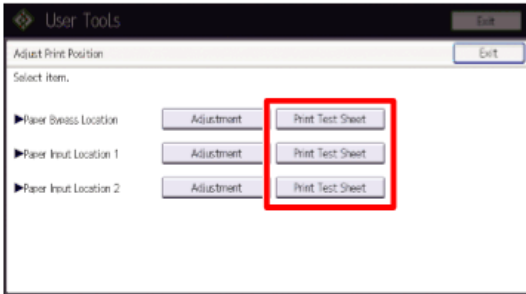 User Tools Exit
Adjust Print Position Exit
Select item.
▶Paper Bypass Location Adjustment Print Test Sheet
▶Paper Input Location 1 Adjustment Print Test Sheet
▶Paper Input Location 2 Adjustment Print Test Sheet